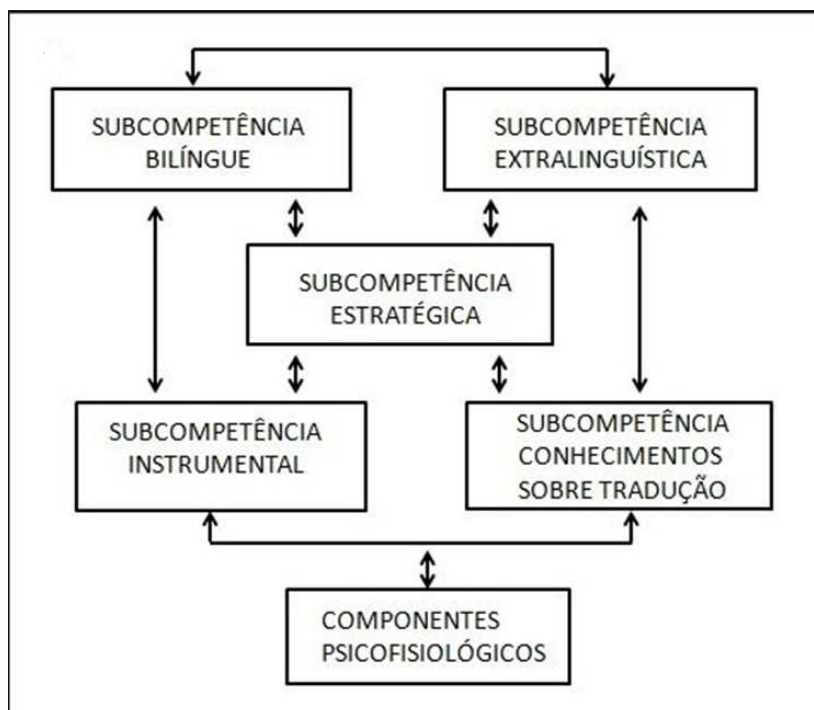 SUBCOMPETÊNCIA
BILÍNGUE
SUBCOMPETÊNCIA
EXTRALINGUÍSTICA
SUBCOMPETÊNCIA
ESTRATÉGICA
SUBCOMPETÊNCIA
INSTRUMENTAL
SUBCOMPETÊNCIA
CONHECIMENTOS
SOBRE TRADUÇÃO
COMPONENTES
PSICOFISIOLÓGICOS